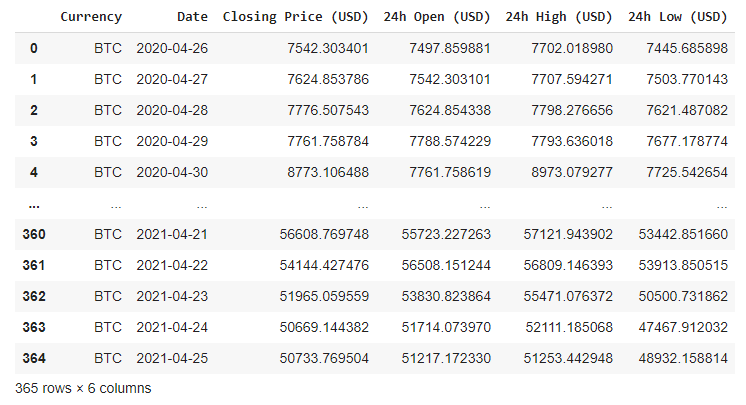 Currency Date Closing Price (USD) 24h Open (USD) 24h High (USD) 24h Low (USD)
0 BTC 2020-04-26 7542.303401 7497.859881 7702.018980 7445.685898
1 BTC 2020-04-27 7624.853786 7542.303101 7707.594271 7503.770143
2 BTC 2020-04-28 7776.507543 7624.854338 7798.276656 7621.487082
3 BTC 2020-04-29 7761.758784 7788.574229 7793.636018 7677.178774
4 BTC 2020-04-30 8773.106488 7761.758619 8973.079277 7725.542654
... ... ... ... ... ... ...
360 BTC 2021-04-21 56608.769748 55723.227263 57121.943902 53442.851660
361 BTC 2021-04-22 54144.427476 56508.151244 56809.146393 53913.850515
362 BTC 2021-04-23 51965.059559 53830.823864 55471.076372 50500.731862
363 BTC 2021-04-24 50669.144382 51714.073970 52111.185068 47467.912032
364 BTC 2021-04-25 50733.769504 51217.172330 51253.442948 48932.158814
365 rows × 6 columns